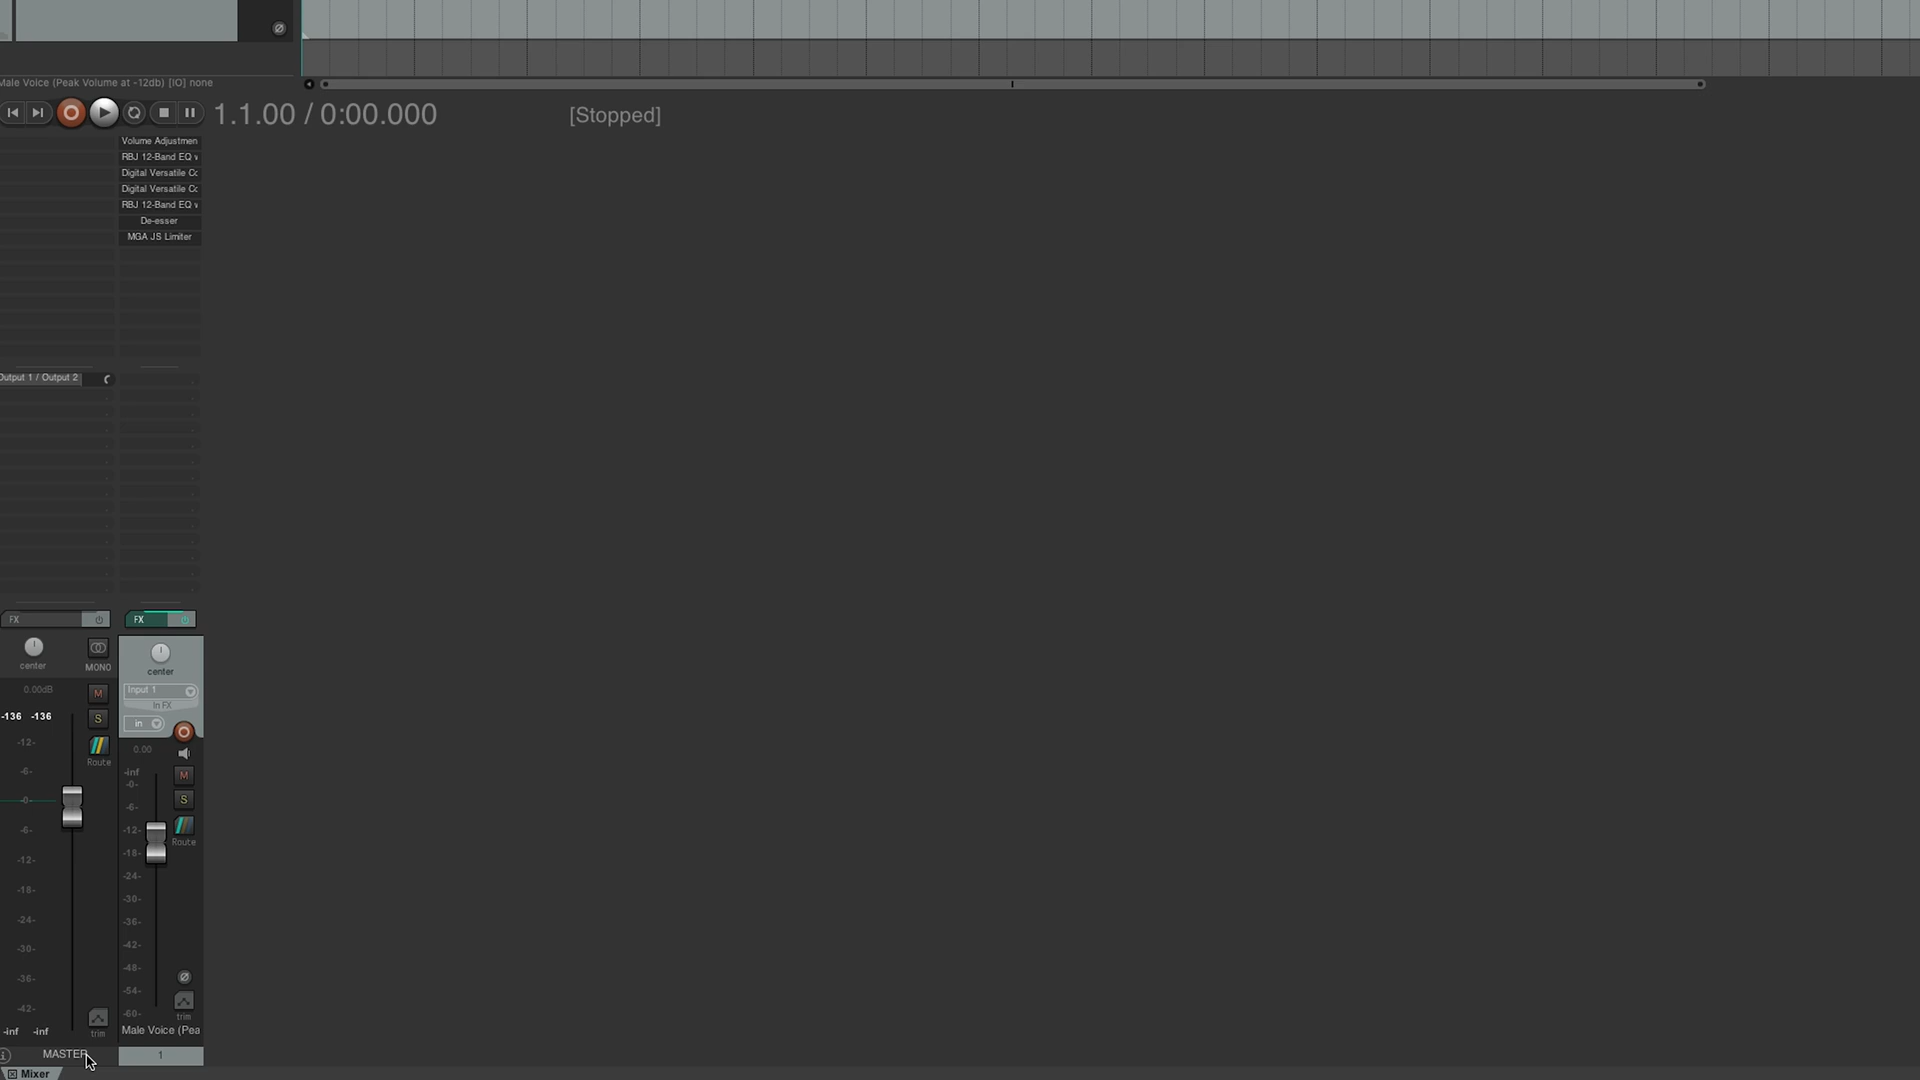 Male Voice (Peak Volume at -12db) [IO] none
1.1.00 / 0:00.000
[Stopped]
Volume Adjustmen
RBJ 12-Band EQ
Digital Versatile Co
Digital Versatile Co
RBJ 12-Band EQ
De-esser
MGA JS Limiter
Output 1 / Output 2
FX
FX
center
MONO
center
0.00dB
M
Input 1
In FX
-136 -136
S
in
-12-
Route
0.00
-6-
-inf
M
-0-
-0-
S
-6-
-6-
-12-
Route
-12-
-18-
-18-
-24-
-24-
-30-
-30-
-36-
-36-
-42-
-42-
-48-
-54-
-60-
trim
trim
-inf -inf
Male Voice (Pea
MASTER
1
Mixer